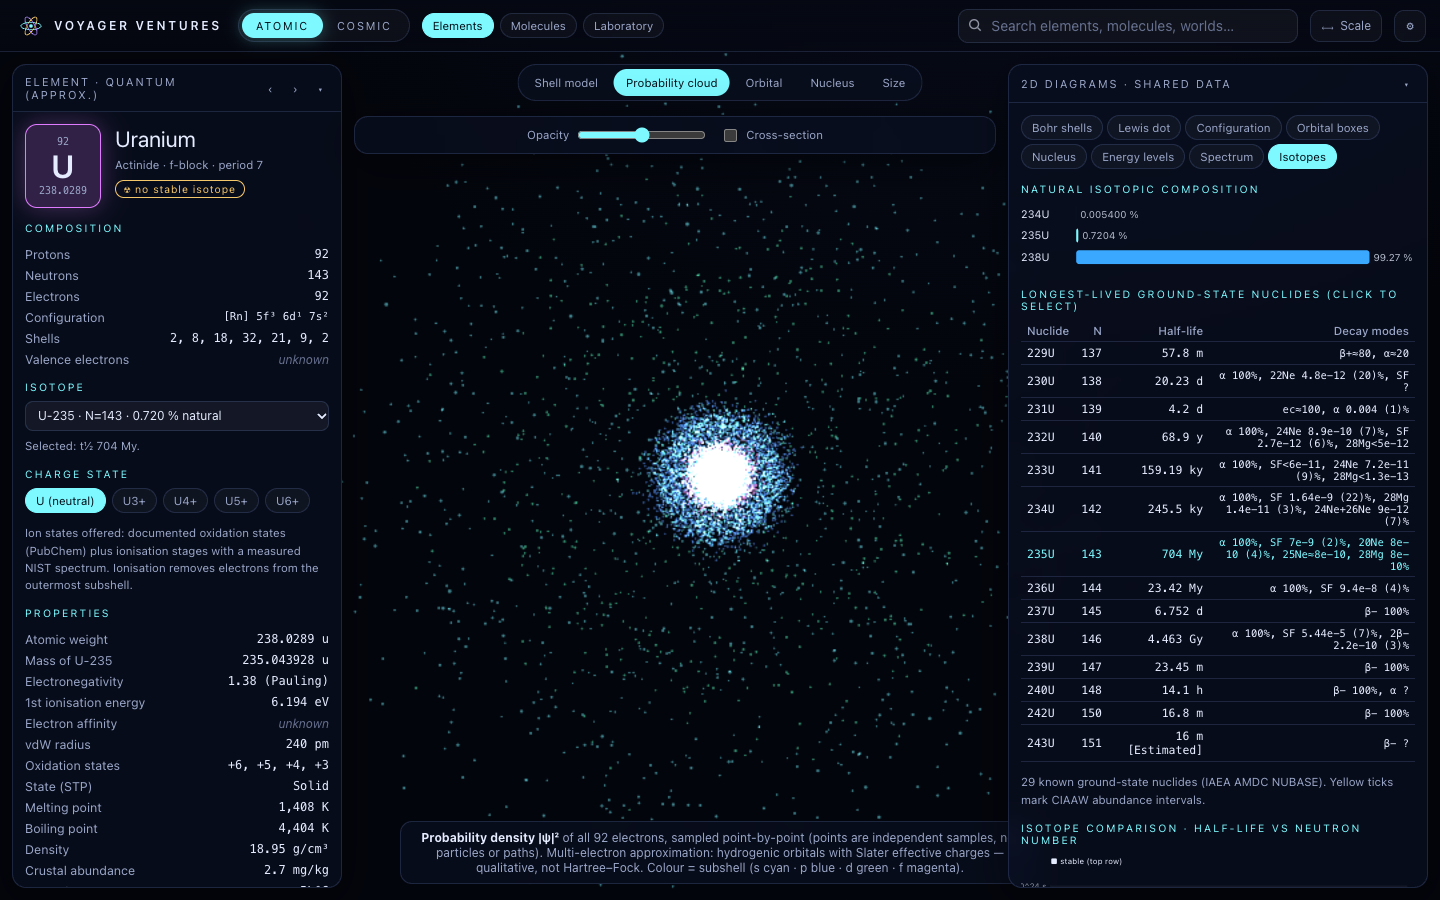 VOYAGER VENTURES
ATOMIC
COSMIC
Elements
Molecules
Laboratory
Search elements, molecules, worlds...
Scale
ELEMENT · QUANTUM
(APPROX.)
92
U
238.0289
Uranium
Actinide · f-block · period 7
☢ no stable isotope
COMPOSITION
Protons 92
Neutrons 143
Electrons 92
Configuration [Rn] 5f³ 6d¹ 7s²
Shells 2, 8, 18, 32, 21, 9, 2
Valence electrons unknown
ISOTOPE
U-235 · N=143 · 0.720 % natural
Selected: t½ 704 My.
CHARGE STATE
U (neutral) U3+ U4+ U5+ U6+
Ion states offered: documented oxidation states
(PubChem) plus ionisation stages with a measured
NIST spectrum. Ionisation removes electrons from the
outermost subshell.
PROPERTIES
Atomic weight 238.0289 u
Mass of U-235 235.043928 u
Electronegativity 1.38 (Pauling)
1st ionisation energy 6.194 eV
Electron affinity unknown
vdW radius 240 pm
Oxidation states +6, +5, +4, +3
State (STP) Solid
Melting point 1,408 K
Boiling point 4,404 K
Density 18.95 g/cm³
Crustal abundance 2.7 mg/kg
Shell model Probability cloud Orbital Nucleus Size
Opacity Cross-section
Probability density |ψ|² of all 92 electrons, sampled point-by-point (points are independent samples, n
particles or paths). Multi-electron approximation: hydrogenic orbitals with Slater effective charges —
qualitative, not Hartree–Fock. Colour = subshell (s cyan · p blue · d green · f magenta).
2D DIAGRAMS · SHARED DATA
Bohr shells Lewis dot Configuration Orbital boxes
Nucleus Energy levels Spectrum Isotopes
NATURAL ISOTOPIC COMPOSITION
234U 0.005400 %
235U 0.7204 %
238U 99.27 %
LONGEST-LIVED GROUND-STATE NUCLIDES (CLICK TO
SELECT)
Nuclide N Half-life Decay modes
229U 137 57.8 m β+≈80, α≈20
230U 138 20.23 d α 100%, 22Ne 4.8e−12 (20)%, SF
?
231U 139 4.2 d ec≈100, α 0.004 (1)%
232U 140 68.9 y α 100%, 24Ne 8.9e−10 (7)%, SF
2.7e−12 (6)%, 28Mg<5e−12
233U 141 159.19 ky α 100%, SF<6e−11, 24Ne 7.2e−11
(9)%, 28Mg<1.3e−13
234U 142 245.5 ky α 100%, SF 1.64e−9 (22)%, 28Mg
1.4e−11 (3)%, 24Ne+26Ne 9e−12
(7)%
235U 143 704 My α 100%, SF 7e−9 (2)%, 20Ne 8e−
10 (4)%, 25Ne≈8e−10, 28Mg 8e−
10%
236U 144 23.42 My α 100%, SF 9.4e−8 (4)%
237U 145 6.752 d β− 100%
238U 146 4.463 Gy α 100%, SF 5.44e−5 (7)%, 2β−
2.2e−10 (3)%
239U 147 23.45 m β− 100%
240U 148 14.1 h β− 100%, α ?
242U 150 16.8 m β− 100%
243U 151 16 m
[Estimated] β− ?
29 known ground-state nuclides (IAEA AMDC NUBASE). Yellow ticks
mark CIAAW abundance intervals.
ISOTOPE COMPARISON · HALF-LIFE VS NEUTRON
NUMBER
stable (top row)